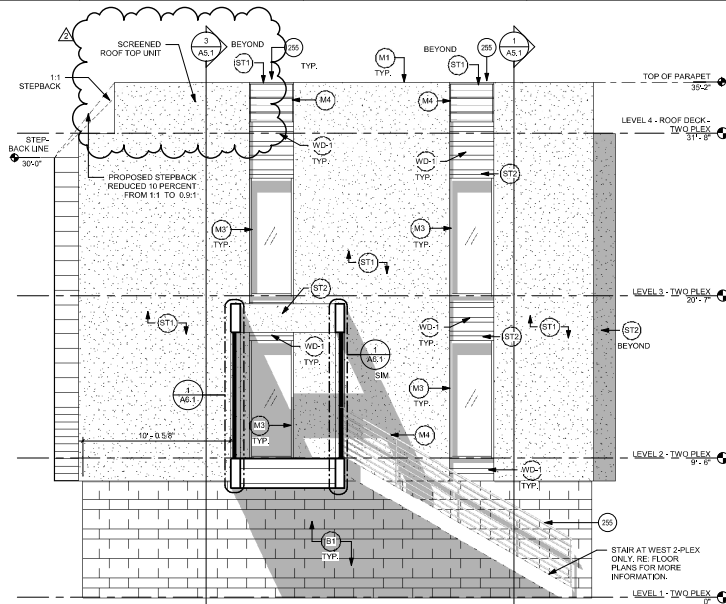 2
SCREENED
ROOF TOP UNIT
3
A5.1
BEYOND
ST1
255
TYP.
M1
TYP.
BEYOND
ST1
255
1
A5.1
1:1
STEPBACK
M4
M4
TOP OF PARAPET
35'-2"
LEVEL 4 - ROOF DECK -
TWO PLEX
31' - 8"
STEP-
BACK LINE
30'-0"
WD-1
TYP.
WD-1
TYP.
ST2
PROPOSED STEPBACK
REDUCED 10 PERCENT
FROM 1:1 TO 0.9:1
M3
TYP.
M3
TYP.
ST1
ST2
LEVEL 3 - TWO PLEX
20' - 7"
ST1
WD-1
TYP.
ST2
ST1
ST2
BEYOND
WD-1
TYP.
1
A6.1
SIM
1
A6.1
M3
TYP.
M3
TYP.
M4
10' - 0 5/8"
LEVEL 2 - TWO PLEX
9' - 6"
WD-1
TYP.
255
B1
TYP.
STAIR AT WEST 2-PLEX
ONLY, RE: FLOOR
PLANS FOR MORE
INFORMATION.
LEVEL 1 - TWO PLEX
0"